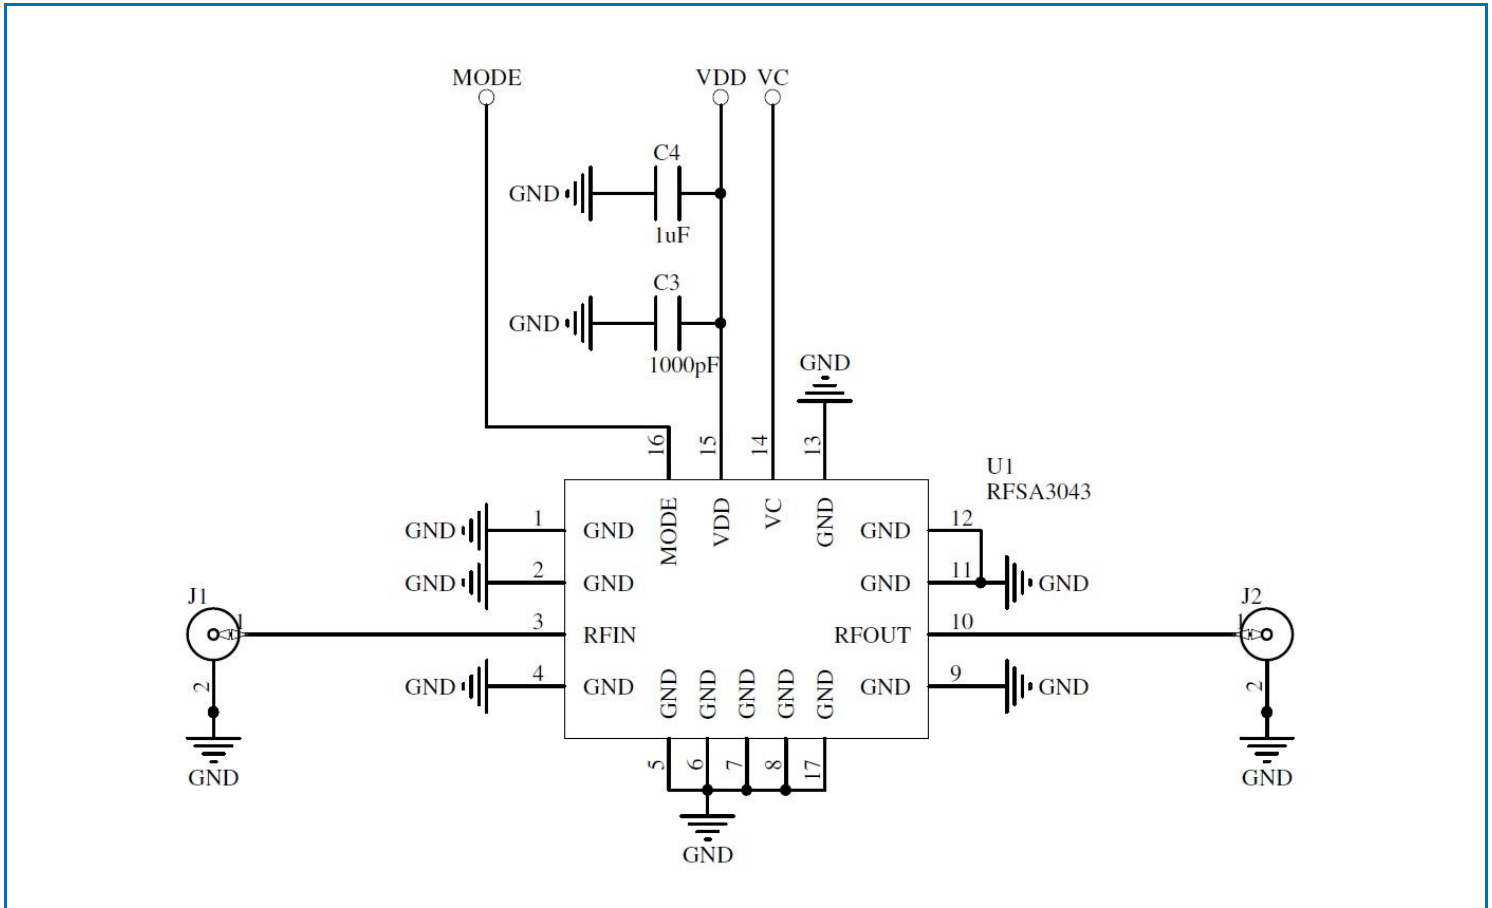 MODE VDD VC
C4
GND
1uF
C3
GND
1000pF
GND
16 15 14 13
U1
RFSA3043
GND 1 GND MODE VDD VC GND GND 12
GND 2 GND GND 11 GND
J1 J2
1 3 RFIN RFOUT 10 1
GND 4 GND GND GND GND GND GND GND 9 GND
2 2
5 6 7 8 17
GND GND
GND